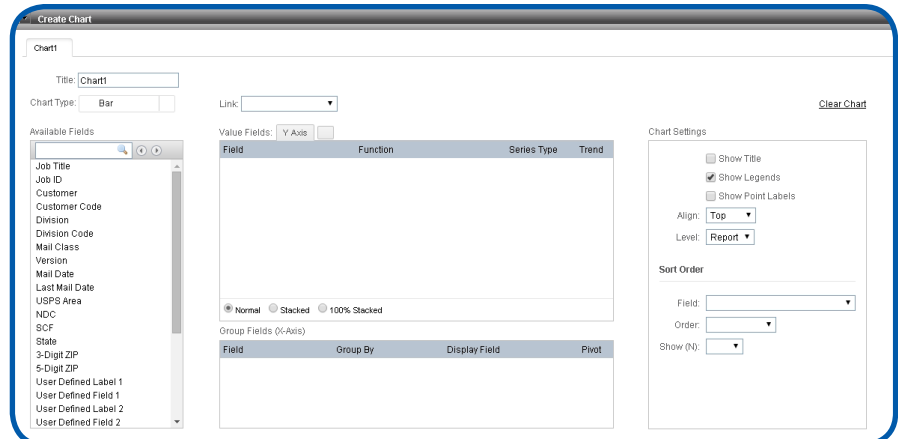 Create Chart
Chart1
Title: Chart1
Chart Type: Bar
Link:
Clear Chart
Available Fields
Job Title
Job ID
Customer
Customer Code
Division
Division Code
Mail Class
Version
Mail Date
Last Mail Date
USPS Area
NDC
SCF
State
3-Digit ZIP
5-Digit ZIP
User Defined Label 1
User Defined Field 1
User Defined Label 2
User Defined Field 2
Value Fields: Y Axis
Field Function Series Type Trend
Normal Stacked 100% Stacked
Group Fields (X-Axis)
Field Group By Display Field Pivot
Chart Settings
Show Title
Show Legends
Show Point Labels
Align: Top
Level: Report
Sort Order
Field:
Order:
Show (N):